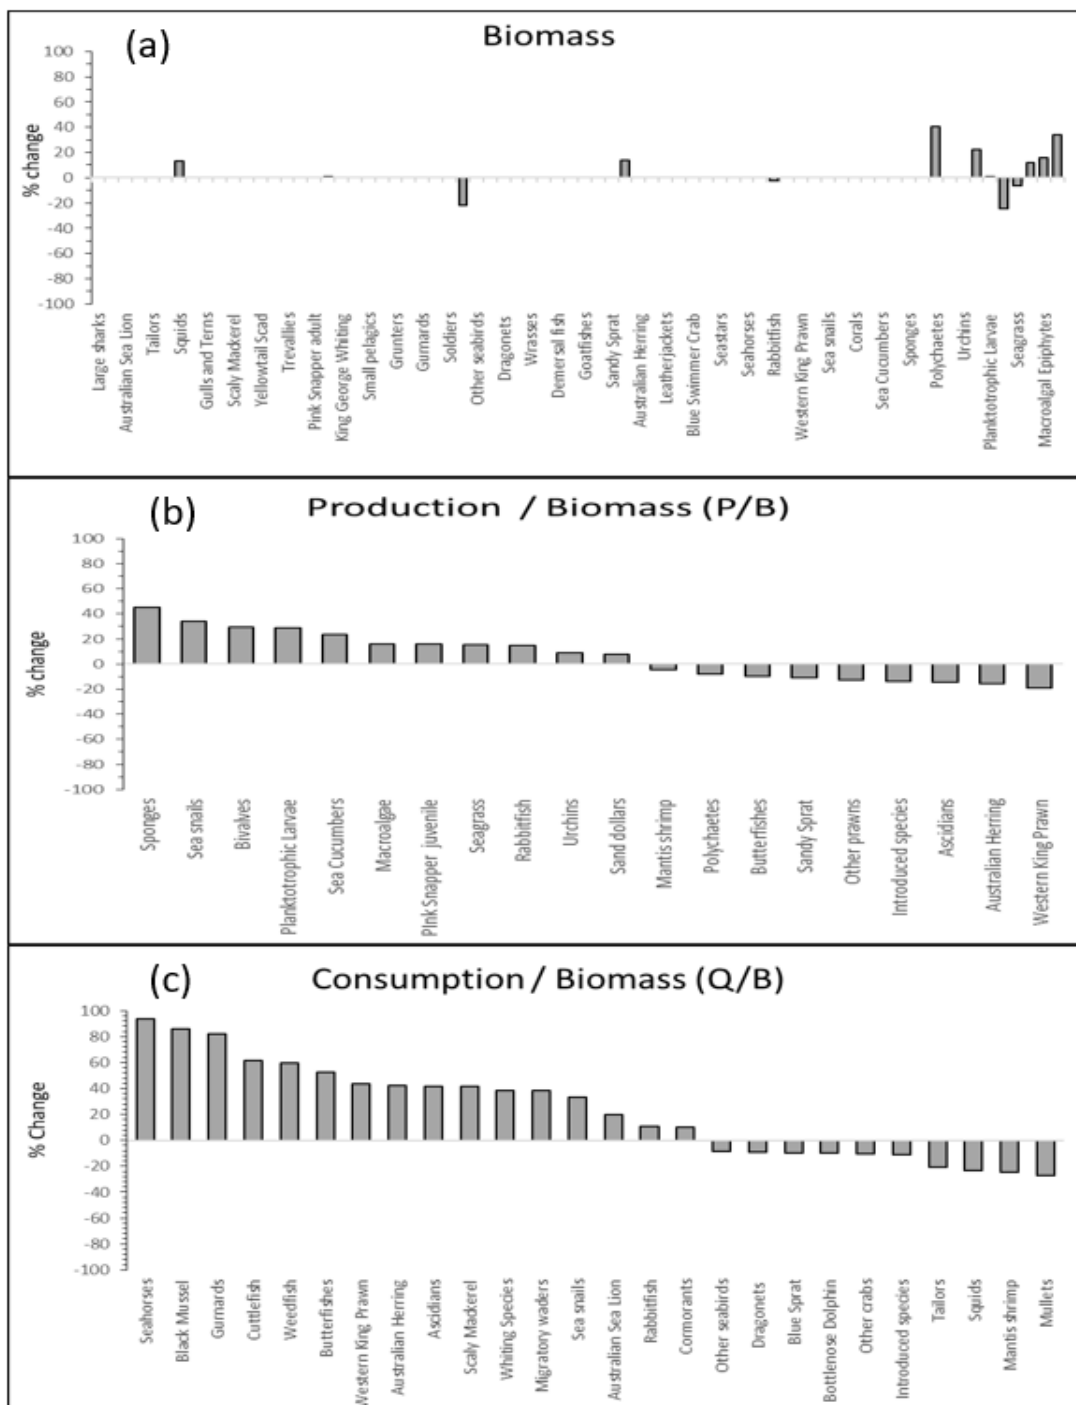 (a)
Biomass
% change
100
80
60
40
20
0
-20
-40
-60
-80
-100
Large sharks
Australian Sea Lion
Tailors
Squids
Gulls and Terns
Scaly Mackerel
Yellowtail Scad
Trevallies
Pink Snapper adult
King George Whiting
Small pelagics
Grunters
Gurnards
Soldiers
Other seabirds
Dragonets
Wrasses
Demersal fish
Goatfishes
Sandy Sprat
Australian Herring
Leatherjackets
Blue Swimmer Crab
Seastars
Seahorses
Rabbitfish
Western King Prawn
Sea snails
Corals
Sea Cucumbers
Sponges
Polychaetes
Urchins
Planktotrophic Larvae
Seagrass
Macroalgal Epiphytes
(b)
Production / Biomass (P/B)
% change
100
80
60
40
20
0
-20
-40
-60
-80
-100
Sponges
Sea snails
Bivalves
Planktotrophic Larvae
Sea Cucumbers
Macroalgae
PInk Snapper juvenile
Seagrass
Rabbitfish
Urchins
Sand dollars
Mantis shrimp
Polychaetes
Butterfishes
Sandy Sprat
Other prawns
Introduced species
Ascidians
Australian Herring
Western King Prawn
(c)
Consumption / Biomass (Q/B)
% Change
100
80
60
40
20
0
-20
-40
-60
-80
-100
Seahorses
Black Mussel
Gurnards
Cuttlefish
Weedfish
Butterfishes
Western King Prawn
Australian Herring
Ascidians
Scaly Mackerel
Whiting Species
Migratory waders
Sea snails
Australian Sea Lion
Rabbitfish
Cormorants
Other seabirds
Dragonets
Blue Sprat
Bottlenose Dolphin
Other crabs
Introduced species
Tailors
Squids
Mantis shrimp
Mullets